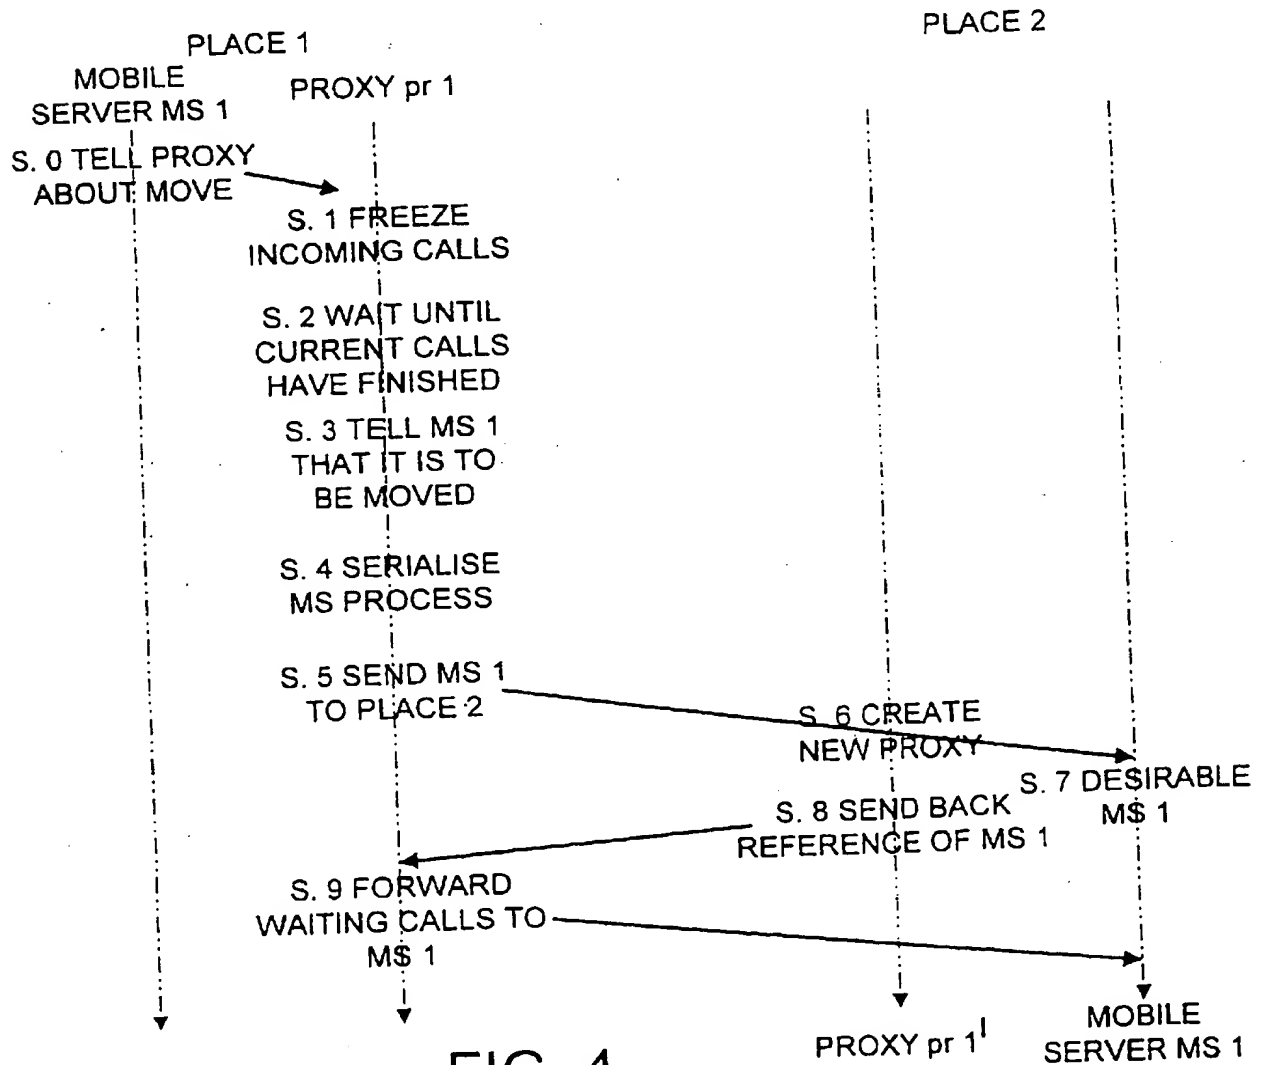 PLACE 1
PLACE 2
MOBILE
SERVER MS 1
PROXY pr 1
S. 0 TELL PROXY
ABOUT MOVE
S. 1 FREEZE
INCOMING CALLS
S. 2 WAIT UNTIL
CURRENT CALLS
HAVE FINISHED
S. 3 TELL MS 1
THAT IT IS TO
BE MOVED
S. 4 SERIALISE
MS PROCESS
S. 5 SEND MS 1
TO PLACE 2
S. 6 CREATE
NEW PROXY
S. 7 DESIRABLE
MS 1
S. 8 SEND BACK
REFERENCE OF MS 1
S. 9 FORWARD
WAITING CALLS TO
MS 1
PROXY pr 1'
MOBILE
SERVER MS 1
FIG. 4